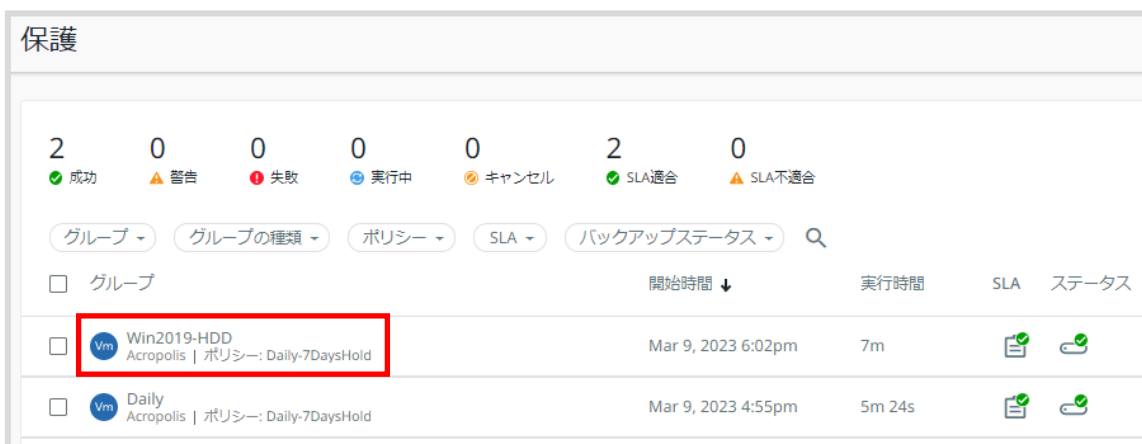 保護
2 0 0 0 0 2 0
成功 警告 失敗 実行中 キャンセル SLA適合 SLA不適合
グループ グループの種類 ポリシー SLA バックアップステータス
グループ 開始時間 実行時間 SLA ステータス
Vm Win2019-HDD Mar 9, 2023 6:02pm 7m
Acropolis | ポリシー: Daily-7DaysHold
Vm Daily Mar 9, 2023 4:55pm 5m 24s
Acropolis | ポリシー: Daily-7DaysHold